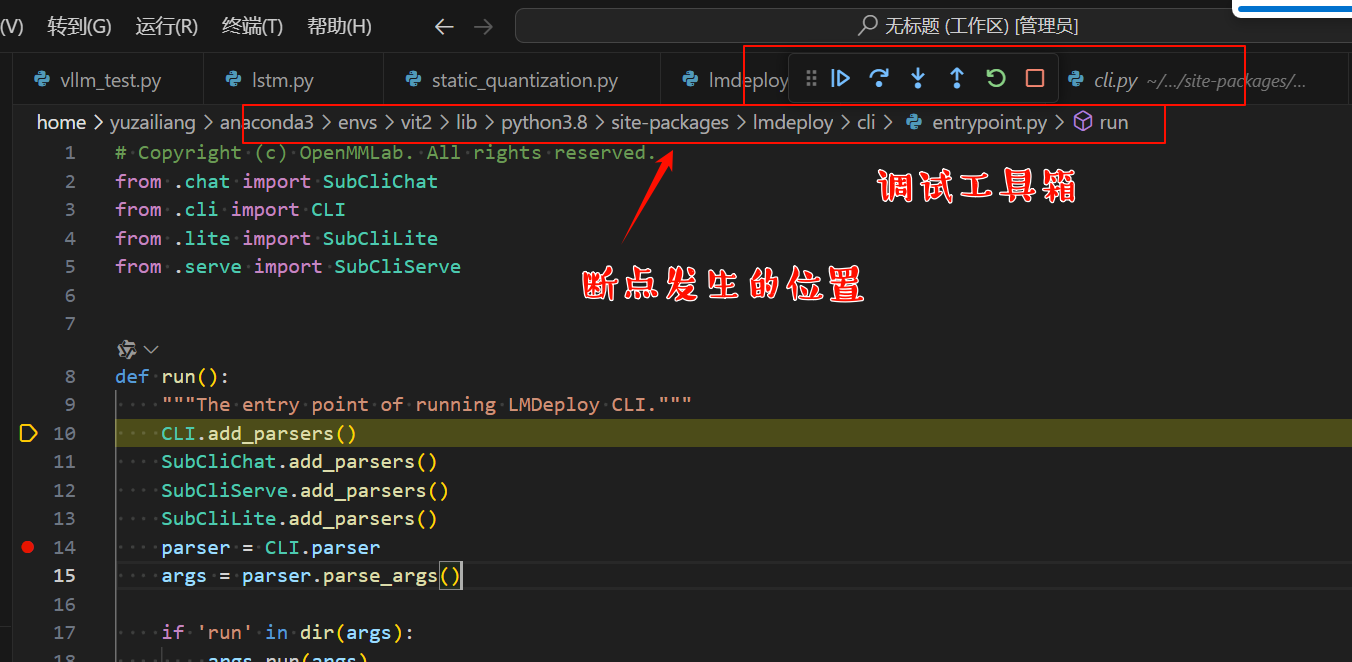 (V) 转到(G) 运行(R) 终端(T) 帮助(H) 无标题 (工作区) [管理员]
vllm_test.py lstm.py static_quantization.py lmdeploy cli.py ~/.../site-packages/...
home > yuzailiang > anaconda3 > envs > vit2 > lib > python3.8 > site-packages > lmdeploy > cli > entrypoint.py > run
1 # Copyright (c) OpenMMLab. All rights reserved.
2 from .chat import SubCliChat
调试工具箱
3 from .cli import CLI
4 from .lite import SubCliLite
5 from .serve import SubCliServe
断点发生的位置
6
7
8 def run():
9 """The entry point of running LMDeploy CLI."""
10 CLI.add_parsers()
11 SubCliChat.add_parsers()
12 SubCliServe.add_parsers()
13 SubCliLite.add_parsers()
14 parser = CLI.parser
15 args = parser.parse_args()
16
17 if 'run' in dir(args):
18 args.run(args)